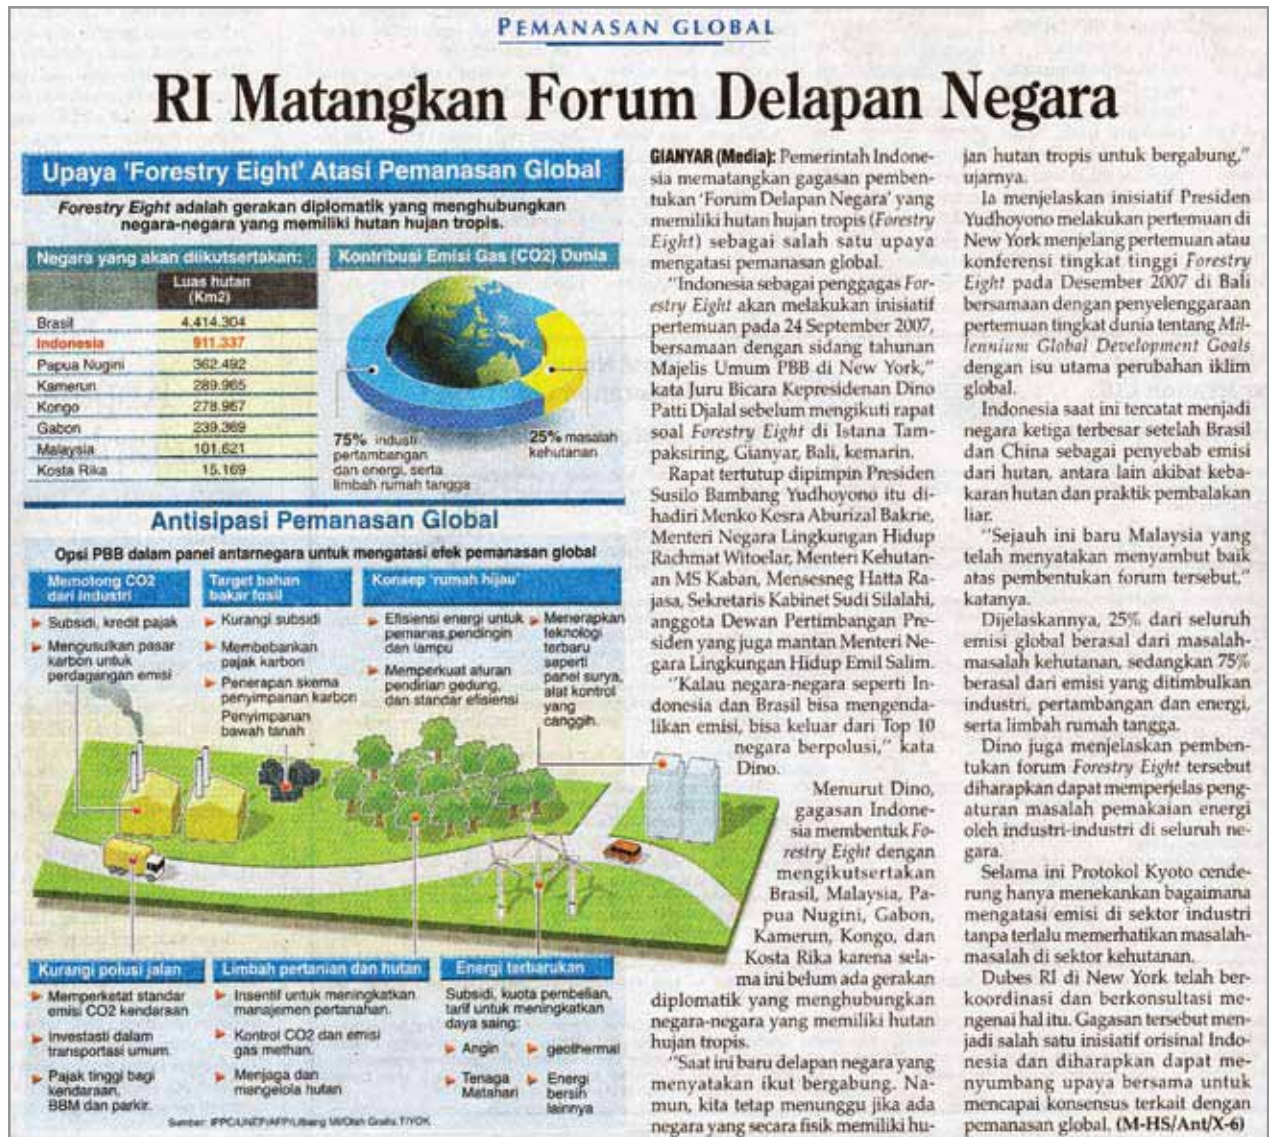 PEMANASAN GLOBAL
RI Matangkan Forum Delapan Negara
Upaya 'Forestry Eight' Atasi Pemanasan Global
Forestry Eight adalah gerakan diplomatik yang menghubungkan
negara-negara yang memiliki hutan hujan tropis.
Negara yang akan diikutsertakan:
Luas hutan
(Km2)
Brasil 4.414.304
Indonesia 911.337
Papua Nugini 362.492
Kamerun 289.965
Kongo 278.967
Gabon 239.369
Malaysia 101.621
Kosta Rika 15.169
Kontribusi Emisi Gas (CO2) Dunia
75% industi
pertambangan
dan energi, serta
limbah rumah tangga
25% masalah
kehutanan
Antisipasi Pemanasan Global
Opsi PBB dalam panel antarnegara untuk mengatasi efek pemanasan global
Memotong CO2
dari Industri
Subsidi, kredit pajak
Mengusulkan pasar
karbon untuk
perdagangan emisi
Target bahan
bakar fosil
Kurangi subsidi
Membebankan
pajak karbon
Penerapan skema
penyimpanan karbon
Penyimpanan
bawah tanah
Konsep 'rumah hijau'
Efisiensi energi untuk
pemanas,pendingin
dan lampu
Memperkuat aturan
pendirian gedung,
dan standar efisiensi
Menerapkan
teknologi
terbaru
seperti
panel surya,
alat kontrol
yang
canggih.
Kurangi polusi jalan
Memperketat standar
emisi CO2 kendaraan
Investasi dalam
transportasi umum
Pajak tinggi bagi
kendaraan,
BBM dan parkir.
Limbah pertanian dan hutan
Insentif untuk meningkatkan
manajemen pertanahan.
Kontrol CO2 dan emisi
gas methan.
Menjaga dan
mengelola hutan
Energi terbarukan
Subsidi, kuota pembelian,
tarif untuk meningkatkan
daya saing:
Angin
geothermal
Tenaga
Matahari
Energi
bersih
lainnya
Sumber: IPPC/UNEP/AFP/Litbang MI/Olah Grafis: TIYOK
GIANYAR (Media): Pemerintah Indone-
sia mematangkan gagasan pemben-
tukan 'Forum Delapan Negara' yang
memiliki hutan hujan tropis (Forestry
Eight) sebagai salah satu upaya
mengatasi pemanasan global.
"Indonesia sebagai penggagas For-
estry Eight akan melakukan inisiatif
pertemuan pada 24 September 2007,
bersamaan dengan sidang tahunan
Majelis Umum PBB di New York,"
kata Juru Bicara Kepresidenan Dino
Patti Djalal sebelum mengikuti rapat
soal Forestry Eight di Istana Tam-
paksiring, Gianyar, Bali, kemarin.
Rapat tertutup dipimpin Presiden
Susilo Bambang Yudhoyono itu di-
hadiri Menko Kesra Aburizal Bakrie,
Menteri Negara Lingkungan Hidup
Rachmat Witoelar, Menteri Kehutan-
an MS Kaban, Mensesneg Hatta Ra-
jasa, Sekretaris Kabinet Sudi Silalahi,
anggota Dewan Pertimbangan Pre-
siden yang juga mantan Menteri Ne-
gara Lingkungan Hidup Emil Salim.
"Kalau negara-negara seperti In-
donesia dan Brasil bisa mengenda-
likan emisi, bisa keluar dari Top 10
negara berpolusi," kata
Dino.
Menurut Dino,
gagasan Indone-
sia membentuk Fo-
restry Eight dengan
mengikutsertakan
Brasil, Malaysia, Pa-
pua Nugini, Gabon,
Kamerun, Kongo, dan
Kosta Rika karena sela-
ma ini belum ada gerakan
diplomatik yang menghubungkan
negara-negara yang memiliki hutan
hujan tropis.
"Saat ini baru delapan negara yang
menyatakan ikut bergabung. Na-
mun, kita tetap menunggu jika ada
negara yang secara fisik memiliki hu-
jan hutan tropis untuk bergabung,"
ujarnya.
Ia menjelaskan inisiatif Presiden
Yudhoyono melakukan pertemuan di
New York menjelang pertemuan atau
konferensi tingkat tinggi Forestry
Eight pada Desember 2007 di Bali
bersamaan dengan penyelenggaraan
pertemuan tingkat dunia tentang Mil-
lennium Global Development Goals
dengan isu utama perubahan iklim
global.
Indonesia saat ini tercatat menjadi
negara ketiga terbesar setelah Brasil
dan China sebagai penyebab emisi
dari hutan, antara lain akibat keba-
karan hutan dan praktik pembalakan
liar.
"Sejauh ini baru Malaysia yang
telah menyatakan menyambut baik
atas pembentukan forum tersebut,"
katanya.
Dijelaskannya, 25% dari seluruh
emisi global berasal dari masalah-
masalah kehutanan, sedangkan 75%
berasal dari emisi yang ditimbulkan
industri, pertambangan dan energi,
serta limbah rumah tangga.
Dino juga menjelaskan pemben-
tukan forum Forestry Eight tersebut
diharapkan dapat memperjelas peng-
aturan masalah pemakaian energi
oleh industri-industri di seluruh ne-
gara.
Selama ini Protokol Kyoto cende-
rung hanya menekankan bagaimana
mengatasi emisi di sektor industri
tanpa terlalu memerhatikan masalah-
masalah di sektor kehutanan.
Dubes RI di New York telah ber-
koordinasi dan berkonsultasi me-
ngenai hal itu. Gagasan tersebut men-
jadi salah satu inisiatif orisinal Indo-
nesia dan diharapkan dapat me-
nyumbang upaya bersama untuk
mencapai konsensus terkait dengan
pemanasan global. (M-HS/Ant/X-6)